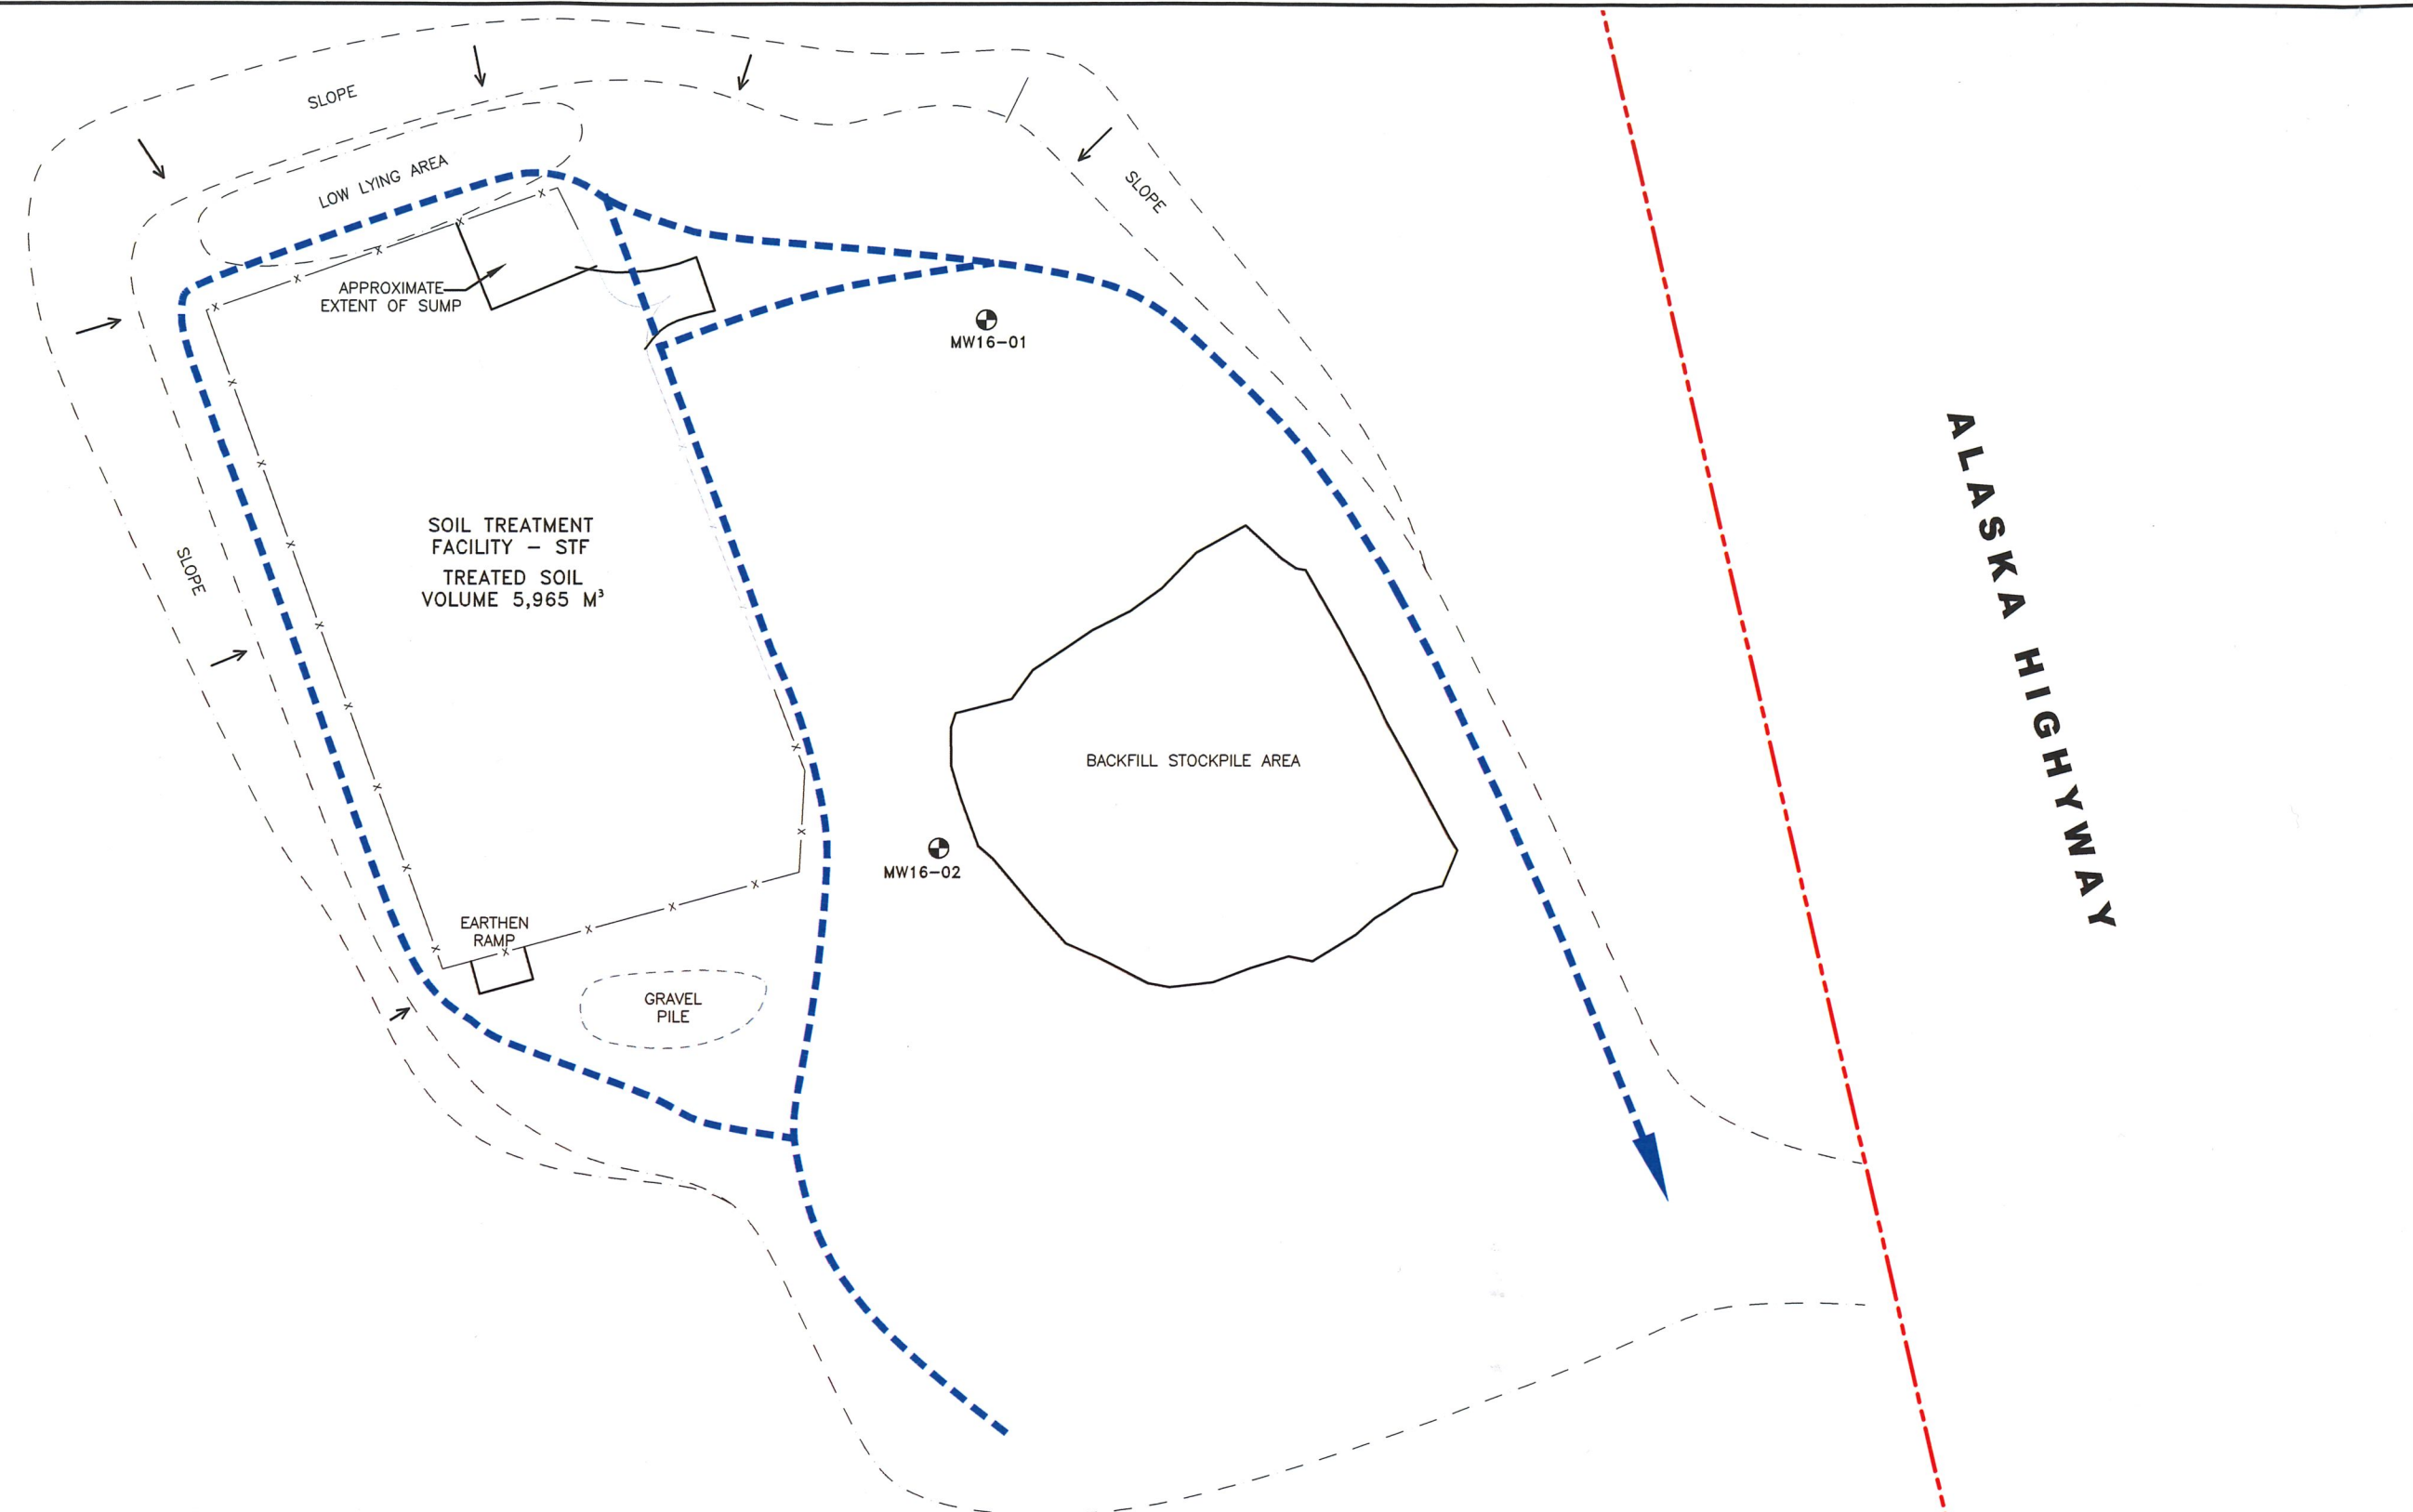 SLOPE
LOW LYING AREA
SLOPE
APPROXIMATE
EXTENT OF SUMP
MW16-01
ALASKA HIGHYWAY
SOIL TREATMENT
FACILITY - STF
TREATED SOIL
VOLUME 5,965 M³
SLOPE
BACKFILL STOCKPILE AREA
MW16-02
EARTHEN
RAMP
GRAVEL
PILE